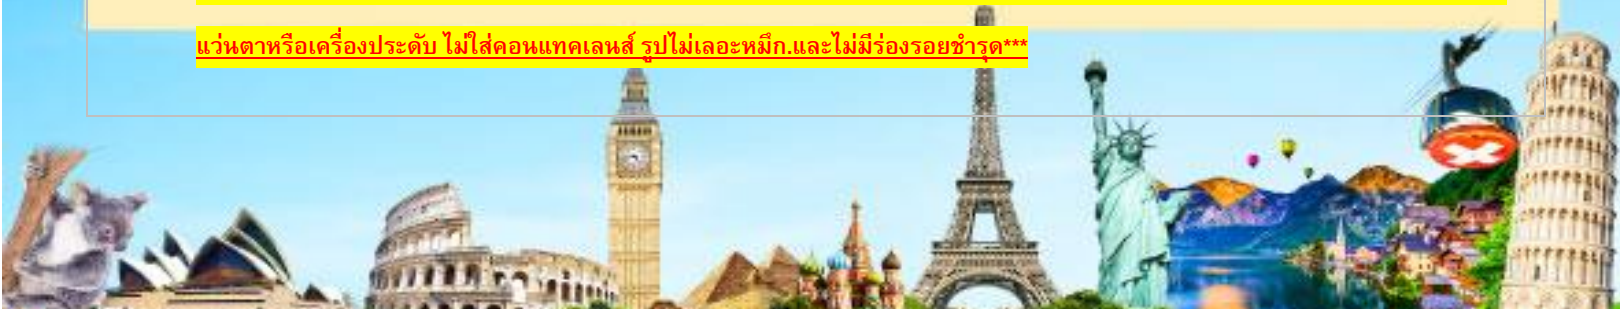 แว่นตาหรือเครื่องประดับ ไม่ใส่คอนแทคเลนส์ รูปไม่เลอะหมึก.และไม่มีร่องรอยชำรุด***